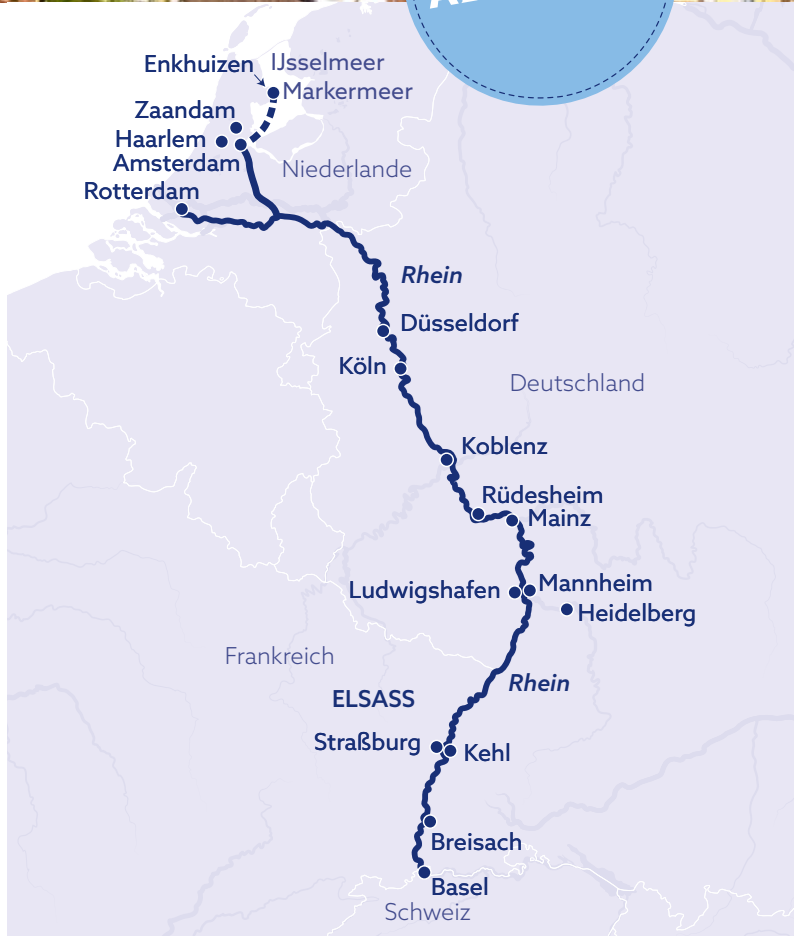 Enkhuizen
IJsselmeer
Markermeer
Zaandam
Haarlem
Amsterdam
Niederlande
Rotterdam
Rhein
Düsseldorf
Köln
Deutschland
Koblenz
Rüdesheim
Mainz
Ludwigshafen
Mannheim
Heidelberg
Frankreich
Rhein
ELSASS
Straßburg
Kehl
Breisach
Basel
Schweiz